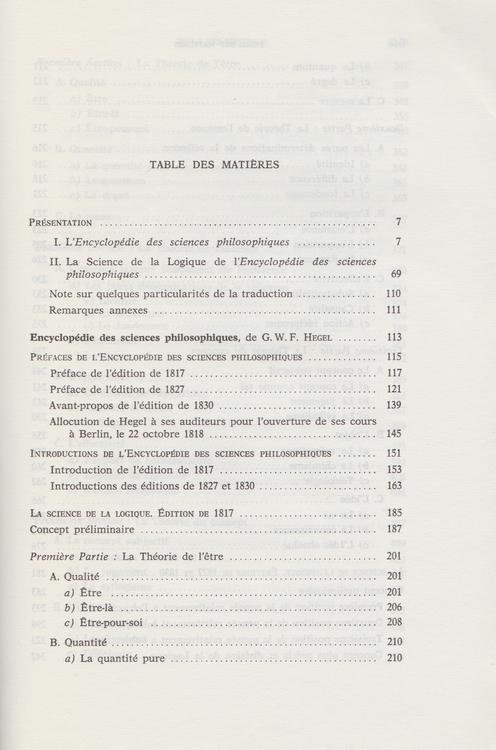 TABLE DES MATIÈRES
PRÉSENTATION ........ 7
I. L'Encyclopédie des sciences philosophiques ........ 7
II. La Science de la Logique de l'Encyclopédie des sciences
philosophiques ........ 69
Note sur quelques particularités de la traduction ........ 110
Remarques annexes ........ 111
Encyclopédie des sciences philosophiques, de G. W. F. HEGEL ........ 113
PRÉFACES DE L'ENCYCLOPÉDIE DES SCIENCES PHILOSOPHIQUES ........ 115
Préface de l'édition de 1817 ........ 117
Préface de l'édition de 1827 ........ 121
Avant-propos de l'édition de 1830 ........ 139
Allocution de Hegel à ses auditeurs pour l'ouverture de ses cours
à Berlin, le 22 octobre 1818 ........ 145
INTRODUCTIONS DE L'ENCYCLOPÉDIE DES SCIENCES PHILOSOPHIQUES ........ 151
Introduction de l'édition de 1817 ........ 153
Introductions des éditions de 1827 et 1830 ........ 163
LA SCIENCE DE LA LOGIQUE. ÉDITION DE 1817 ........ 185
Concept préliminaire ........ 187
Première Partie : La Théorie de l'être ........ 201
A. Qualité ........ 201
a) Être ........ 201
b) Être-là ........ 206
c) Être-pour-soi ........ 208
B. Quantité ........ 210
a) La quantité pure ........ 210